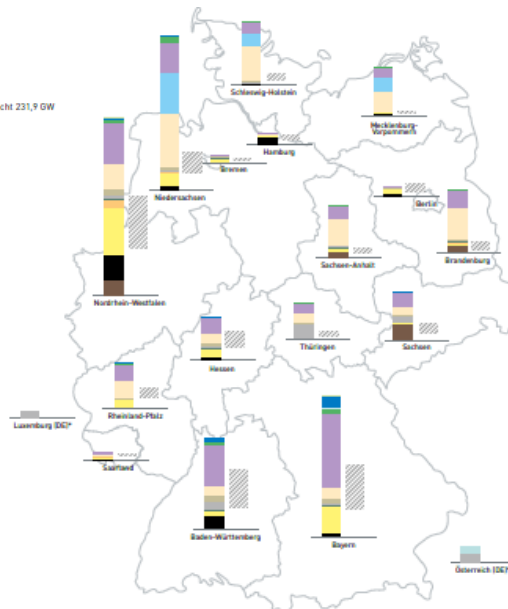 Schleswig-Holstein
cht 231,9 GW
Mecklenburg-
Vorpommern
Hamburg
Bremen
Niedersachsen
Berlin
Brandenburg
Sachsen-Anhalt
Nordrhein-Westfalen
Thüringen
Sachsen
Hessen
Rheinland-Pfalz
Luxemburg (DE)*
Saarland
Baden-Württemberg
Bayern
Österreich (DE)*